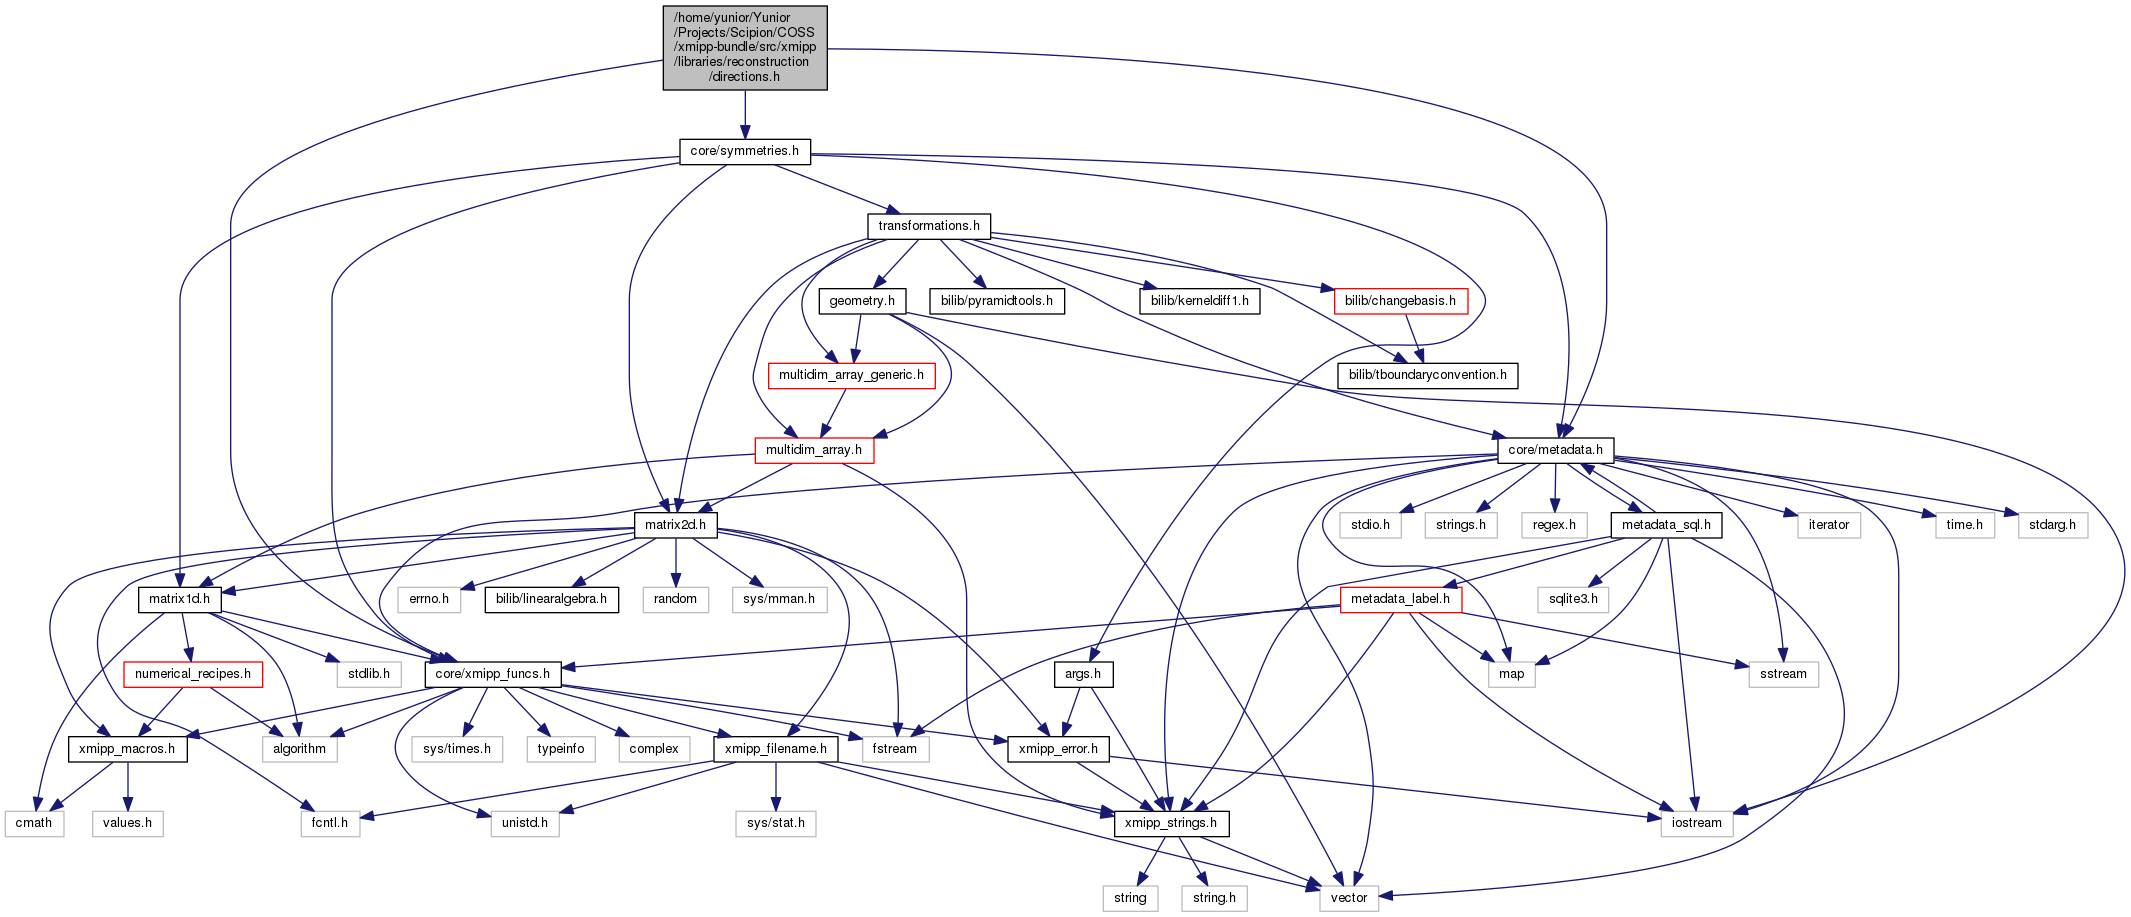 /home/yunior/Yunior
/Projects/Scipion/COSS
/xmipp-bundle/src/xmipp
/libraries/reconstruction
/directions.h
core/symmetries.h
transformations.h
geometry.h
bilib/pyramidtools.h
bilib/kerneldiff1.h
bilib/changebasis.h
multidim_array_generic.h
bilib/tboundaryconvention.h
multidim_array.h
core/metadata.h
matrix2d.h
stdio.h
strings.h
regex.h
metadata_sql.h
iterator
time.h
stdarg.h
matrix1d.h
errno.h
bilib/linearalgebra.h
random
sys/mman.h
metadata_label.h
sqlite3.h
numerical_recipes.h
stdlib.h
core/xmipp_funcs.h
args.h
map
sstream
xmipp_macros.h
algorithm
sys/times.h
typeinfo
complex
xmipp_filename.h
fstream
xmipp_error.h
cmath
values.h
fcntl.h
unistd.h
sys/stat.h
xmipp_strings.h
iostream
string
string.h
vector